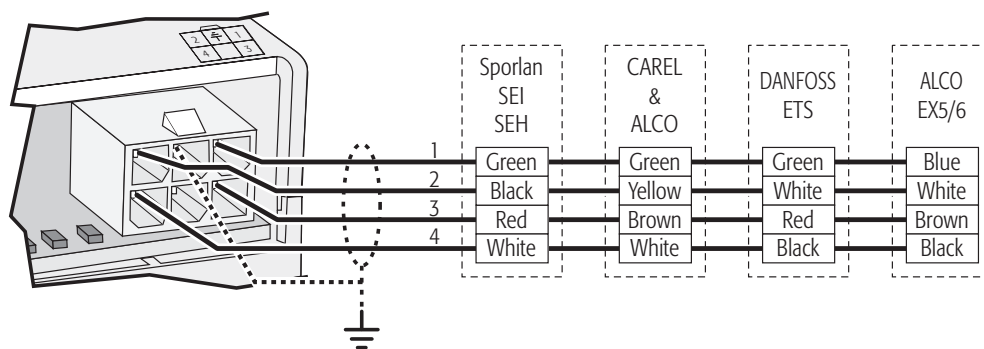 2 1
4 3
Sporlan
SEI
SEH
CAREL
&
ALCO
DANFOSS
ETS
ALCO
EX5/6
1 Green Green Green Blue
2 Black Yellow White White
3 Red Brown Red Brown
4 White White Black Black